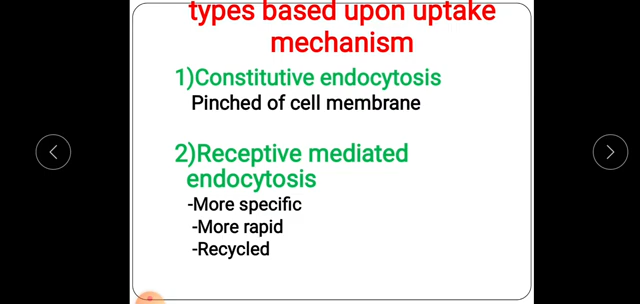 types based upon uptake
mechanism
1)Constitutive endocytosis
Pinched of cell membrane
2)Receptive mediated
endocytosis
-More specific
-More rapid
-Recycled